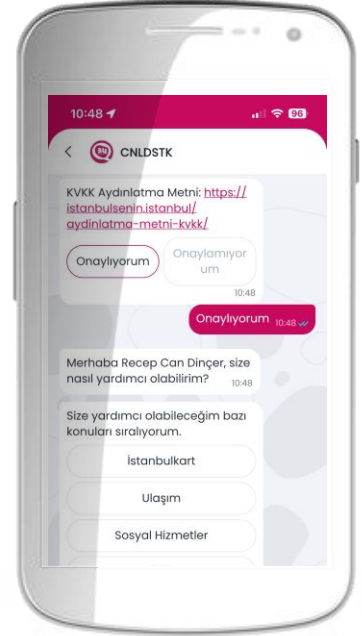 10:48
96
34
CNLDSTK
KVKK Aydınlatma Metni: https://
istanbulsenin.istanbul/
aydinlatma-metni-kvkk/
Onaylıyorum
Onaylamıyor
um
10:48
Onaylıyorum 10:48
Merhaba Recep Can Dinçer, size
nasıl yardımcı olabilirim? 10:48
Size yardımcı olabileceğim bazı
konuları sıralıyorum.
İstanbulkart
Ulaşım
Sosyal Hizmetler